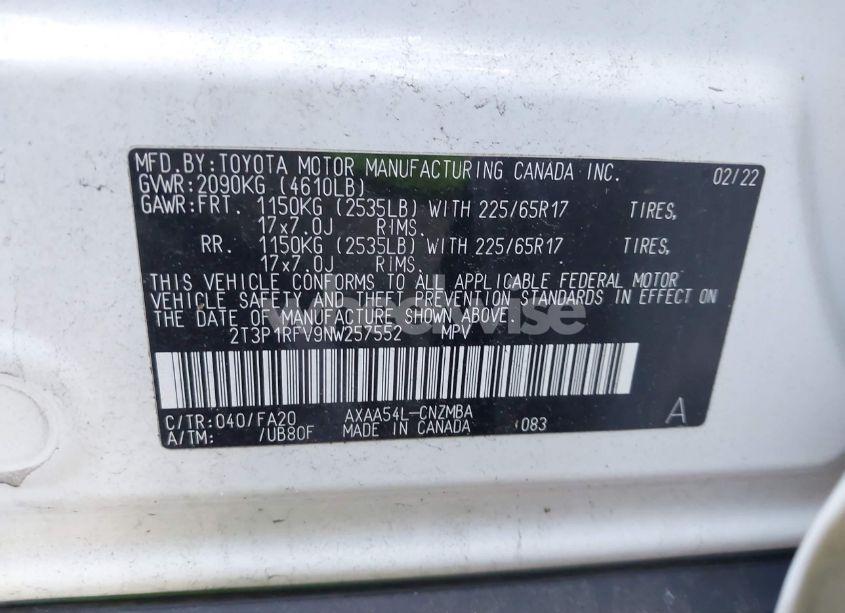 MFD.BY:TOYOTA MOTOR MANUFACTURING CANADA INC. 02/22
GVWR:2090KG (4610LB)
GAWR:FRT. 1150KG (2535LB) WITH 225/65R17 TIRES,
17x7.0J RIMS.
RR. 1150KG (2535LB) WITH 225/65R17 TIRES,
17x7.0J RIMS.
THIS VEHICLE CONFORMS TO ALL APPLICABLE FEDERAL MOTOR
VEHICLE SAFETY AND THEFT PREVENTION STANDARDS IN EFFECT ON
THE DATE OF MANUFACTURE SHOWN ABOVE.
2T3P1RFV9NW257552 MPV
C/TR:040/FA20 AXAA54L-CNZMBA A
A/TM: /UB80F MADE IN CANADA 083